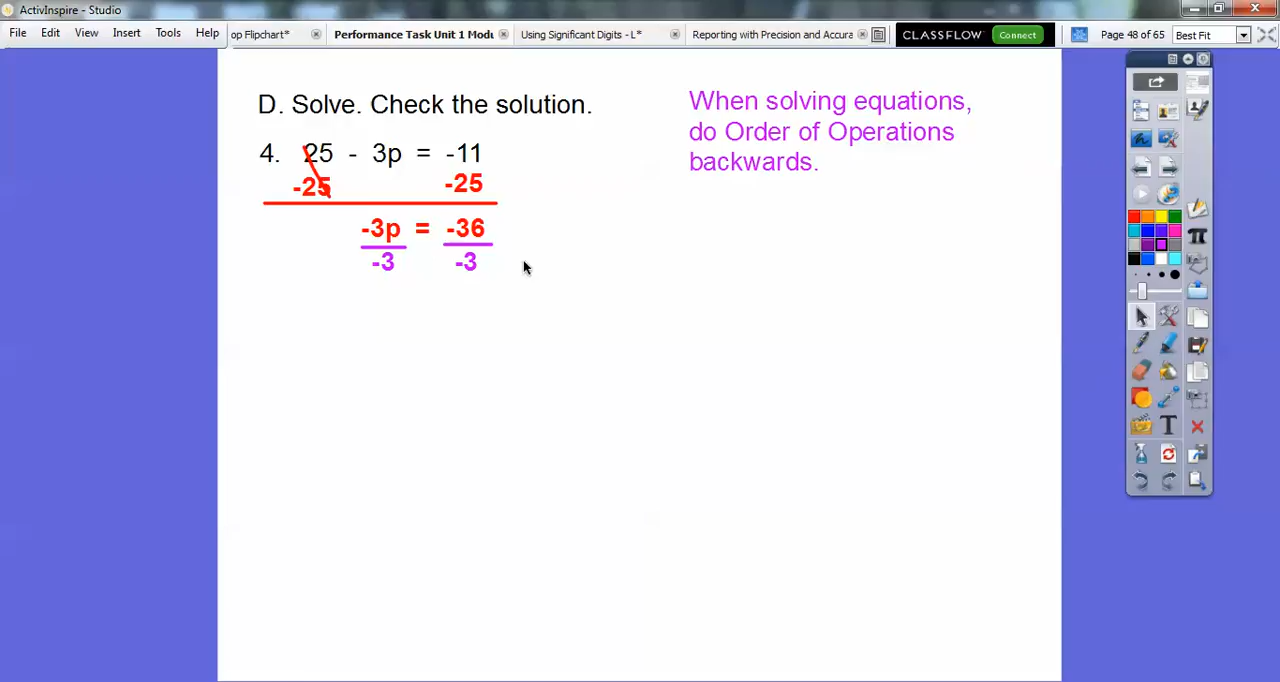 ActivInspire - Studio
File Edit View Insert Tools Help
op Flipchart* Performance Task Unit 1 Modu Using Significant Digits - L* Reporting with Precision and Accura
CLASSFLOW Connect
Page 48 of 65 Best Fit
D. Solve. Check the solution.
4. 25 - 3p = -11
-25 -25
-3p = -36
-3 -3
When solving equations,
do Order of Operations
backwards.